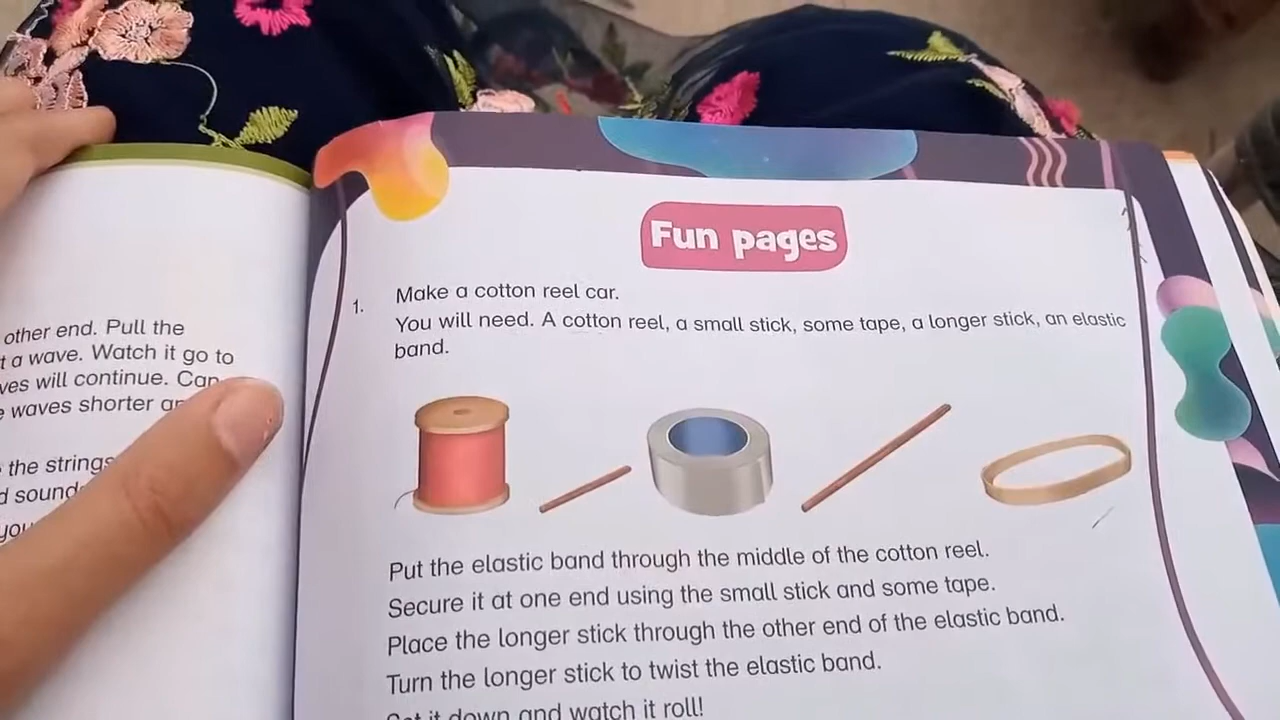 other end. Pull the
t a wave. Watch it go to
ves will continue. Can
waves shorter
the strings
d sound
you
Fun pages
1. Make a cotton reel car.
You will need. A cotton reel, a small stick, some tape, a longer stick, an elastic
band.
Put the elastic band through the middle of the cotton reel.
Secure it at one end using the small stick and some tape.
Place the longer stick through the other end of the elastic band.
Turn the longer stick to twist the elastic band.
Set it down and watch it roll!